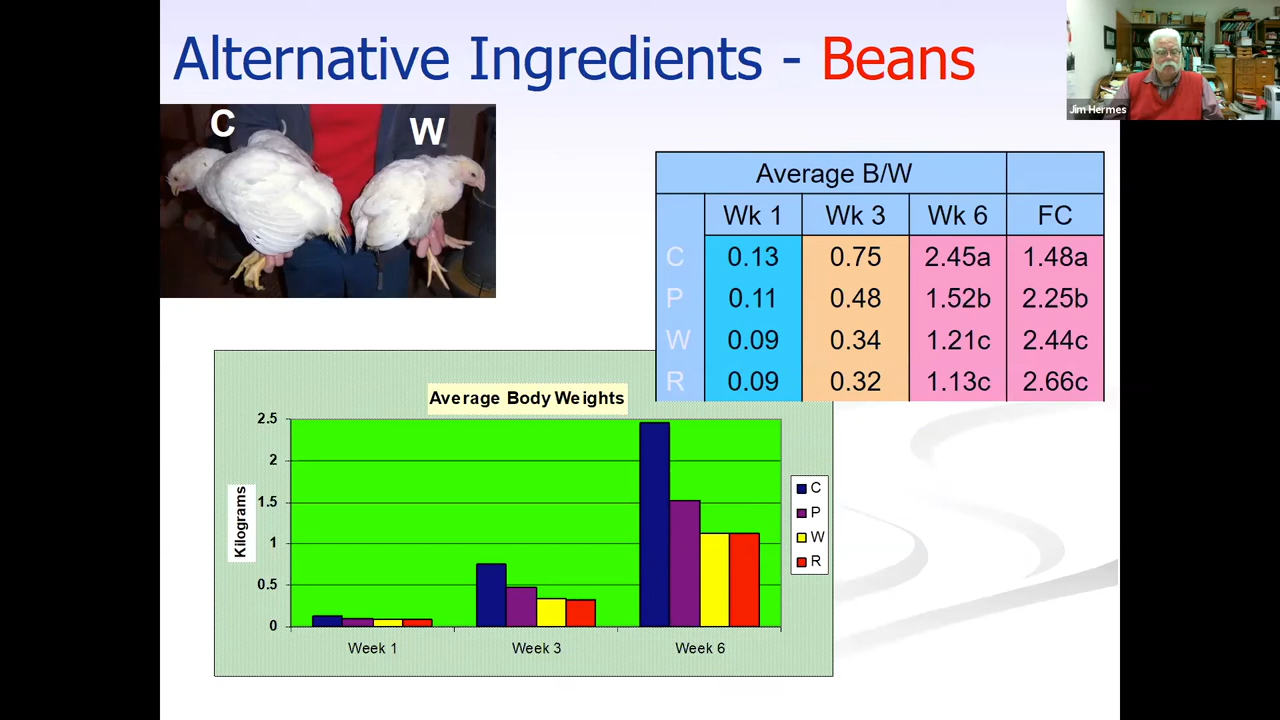 Alternative Ingredients - Beans
Jim Hermes
C
W
Average B/W
Wk 1 Wk 3 Wk 6 FC
C 0.13 0.75 2.45a 1.48a
P 0.11 0.48 1.52b 2.25b
W 0.09 0.34 1.21c 2.44c
R 0.09 0.32 1.13c 2.66c
Average Body Weights
Kilograms
2.5
2
1.5
1
0.5
0
Week 1 Week 3 Week 6
C
P
W
R